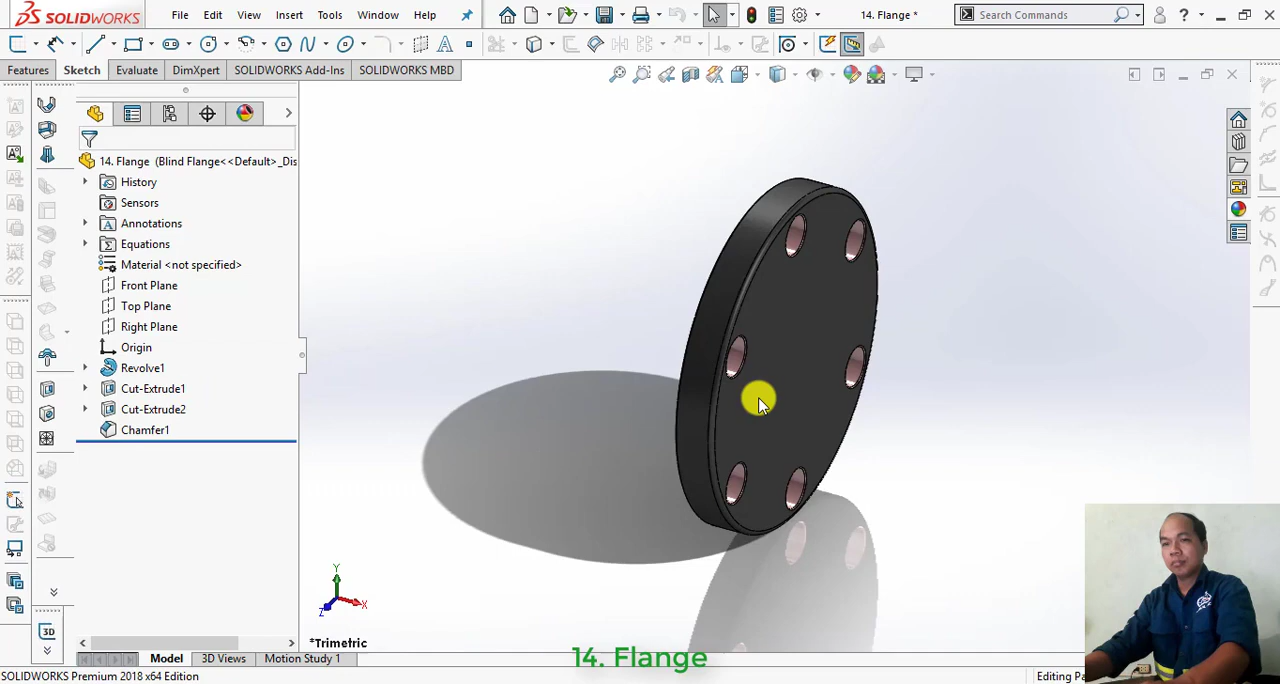 SOLIDWORKS File Edit View Insert Tools Window Help 14. Flange * Search Commands ?
Features Sketch Evaluate DimXpert SOLIDWORKS Add-Ins SOLIDWORKS MBD
14. Flange (Blind Flange<<Default>_Dis
History
Sensors
Annotations
Equations
Material <not specified>
Front Plane
Top Plane
Right Plane
Origin
Revolve1
Cut-Extrude1
Cut-Extrude2
Chamfer1
Y
Z X
3D
*Trimetric
Model 3D Views Motion Study 1
14. Flange
SOLIDWORKS Premium 2018 x64 Edition Editing Pa